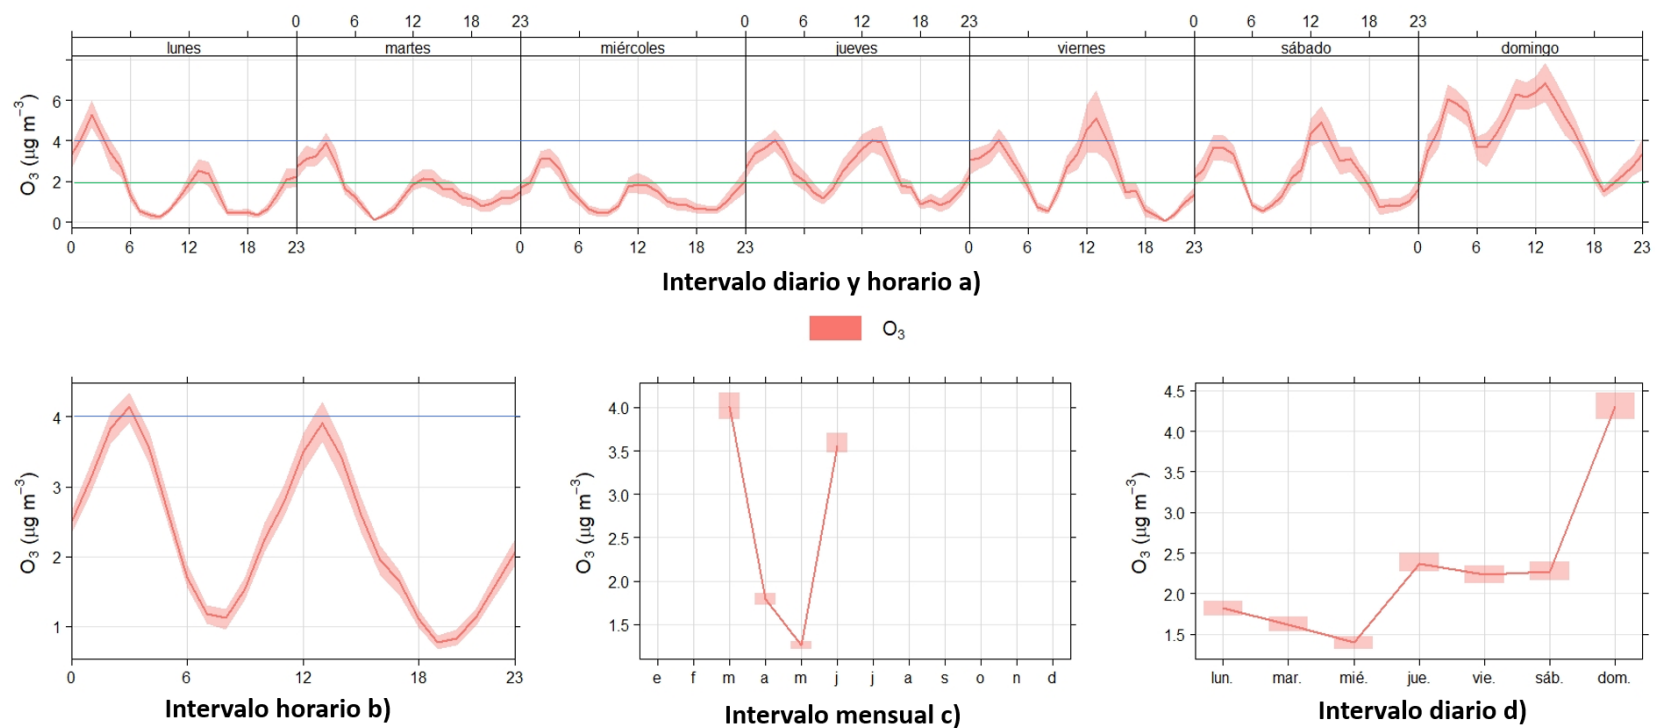 0 6 12 23 0 6 12 23 0 6 12 23 0 6 12 23
lunes martes miércoles jueves viernes sábado domingo
O₃ (µg m⁻³)
6
4
2
0
0 6 12 18 23 0 6 12 18 23 0 6 12 18 23 0 6 12 18 23
Intervalo diario y horario a)
O₃
O₃ (µg m⁻³)
4
3
2
1
0 6 12 18 23
Intervalo horario b)
O₃ (µg m⁻³)
4.0
3.5
3.0
2.5
2.0
1.5
e f m a m j j a s o n d
Intervalo mensual c)
O₃ (µg m⁻³)
4.5
4.0
3.5
3.0
2.5
2.0
1.5
lun. mar. mié. jue. vie. sáb. dom.
Intervalo diario d)